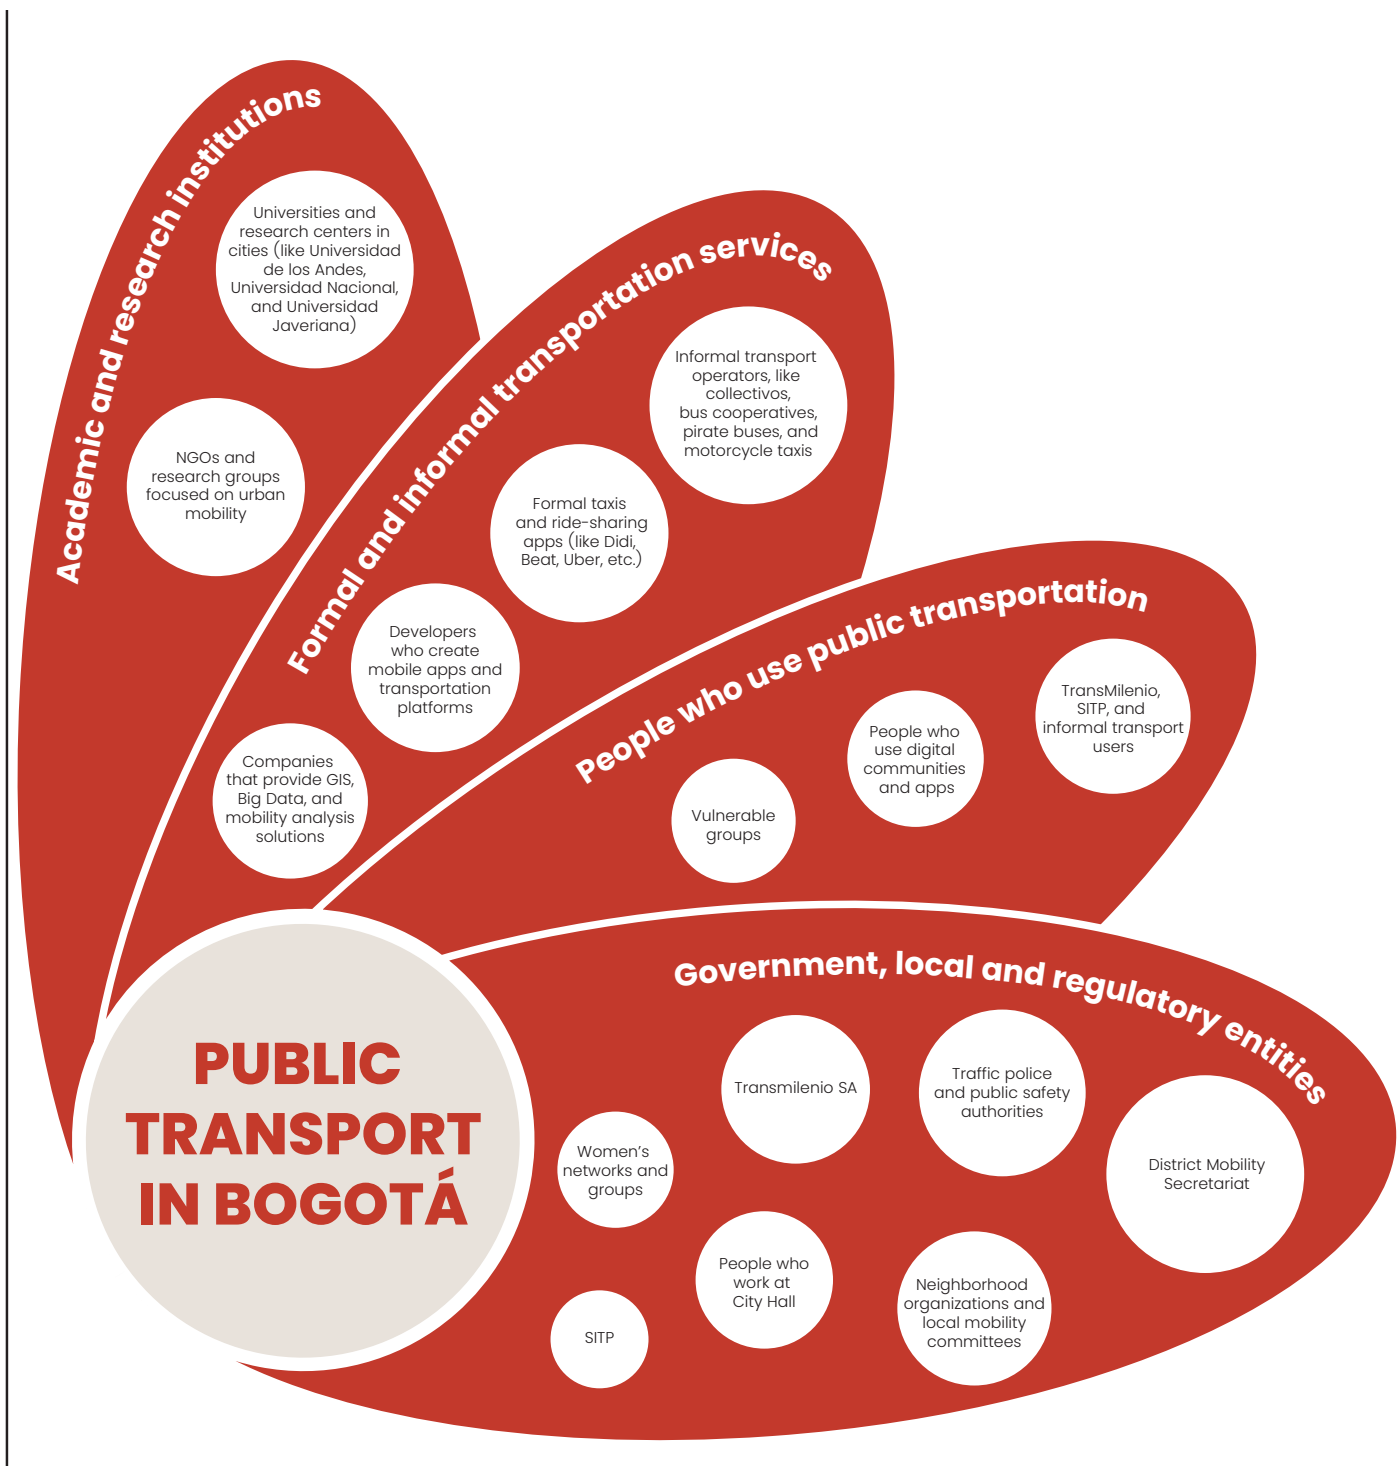 Academic and research institutions
Universities and
research centers in
cities (like Universidad
de los Andes,
Universidad Nacional,
and Universidad
Javeriana)
NGOs and
research groups
focused on urban
mobility
Formal and informal transportation services
Informal transport
operators, like
collectivos,
bus cooperatives,
pirate buses, and
motorcycle taxis
Formal taxis
and ride-sharing
apps (like Didi,
Beat, Uber, etc.)
Developers
who create
mobile apps and
transportation
platforms
Companies
that provide GIS,
Big Data, and
mobility analysis
solutions
People who use public transportation
TransMilenio,
SITP, and
informal transport
users
People who
use digital
communities
and apps
Vulnerable
groups
Government, local and regulatory entities
Transmilenio SA
Traffic police
and public safety
authorities
District Mobility
Secretariat
Women's
networks and
groups
People who
work at
City Hall
Neighborhood
organizations and
local mobility
committees
SITP
PUBLIC
TRANSPORT
IN BOGOTÁ